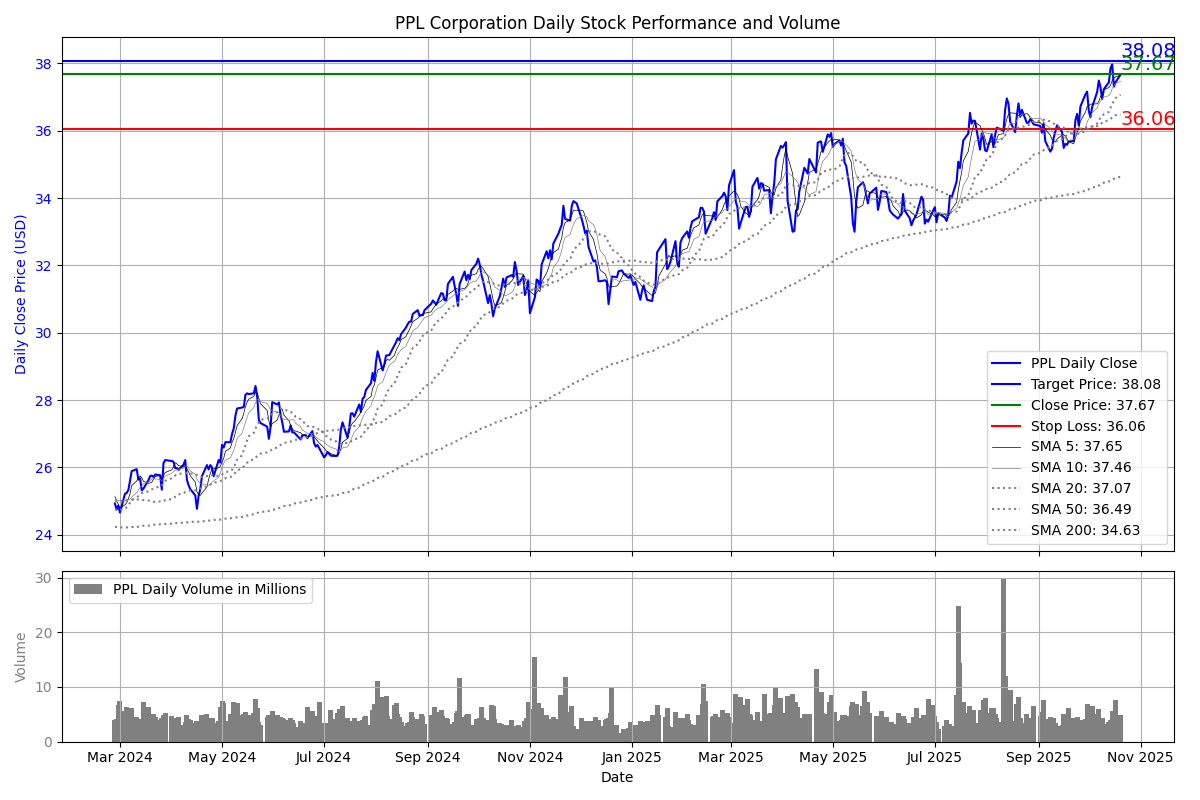 PPL Corporation Daily Stock Performance and Volume
38.08
37.67
36.06
38
36
34
32
30
28
26
24
Daily Close Price (USD)
PPL Daily Close
Target Price: 38.08
Close Price: 37.67
Stop Loss: 36.06
SMA 5: 37.65
SMA 10: 37.46
SMA 20: 37.07
SMA 50: 36.49
SMA 200: 34.63
30
20
10
0
Volume
PPL Daily Volume in Millions
Mar 2024 May 2024 Jul 2024 Sep 2024 Nov 2024 Jan 2025 Mar 2025 May 2025 Jul 2025 Sep 2025 Nov 2025
Date